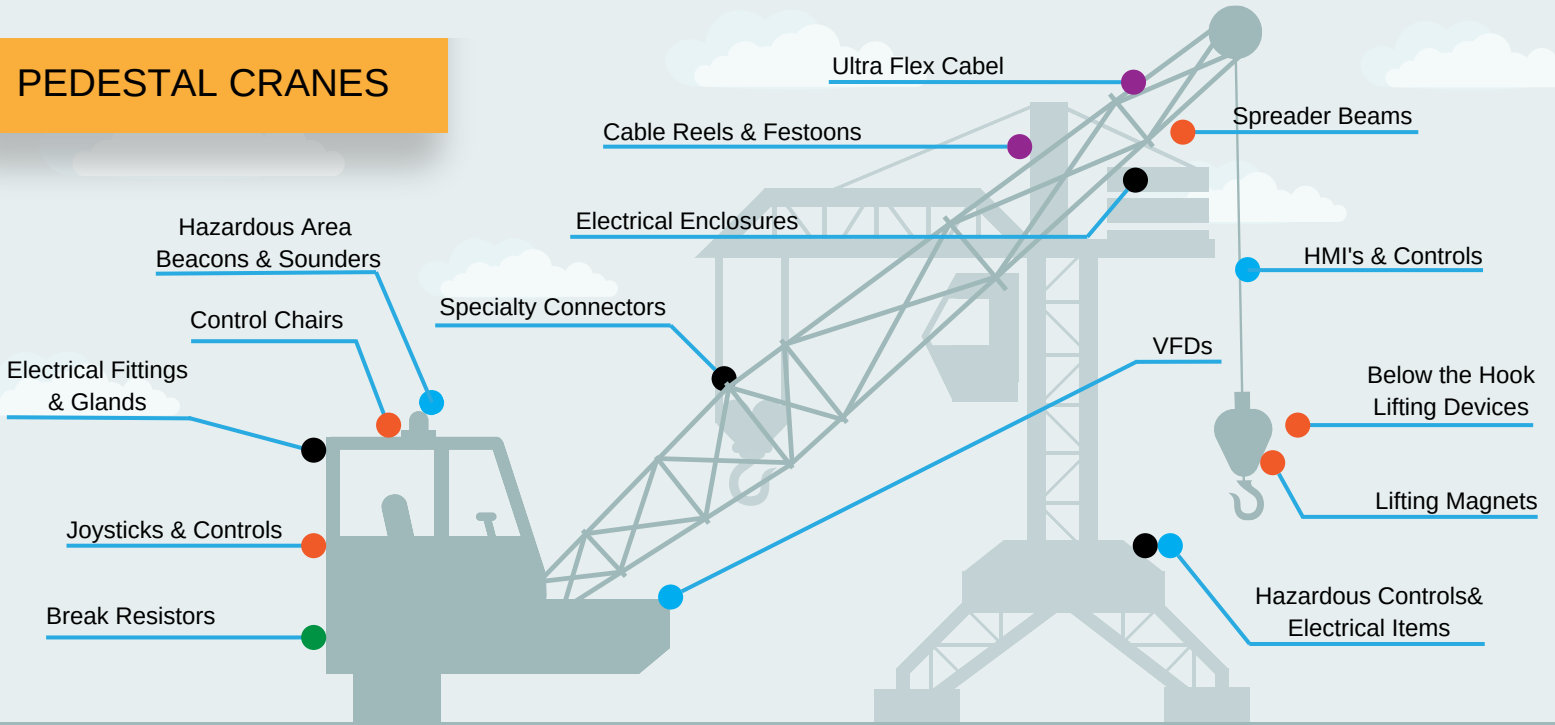 PEDESTAL CRANES
Ultra Flex Cabel
Spreader Beams
Cable Reels & Festoons
Electrical Enclosures
Hazardous Area
Beacons & Sounders
HMI's & Controls
Specialty Connectors
Control Chairs
VFDs
Electrical Fittings
& Glands
Below the Hook
Lifting Devices
Lifting Magnets
Joysticks & Controls
Hazardous Controls&
Electrical Items
Break Resistors